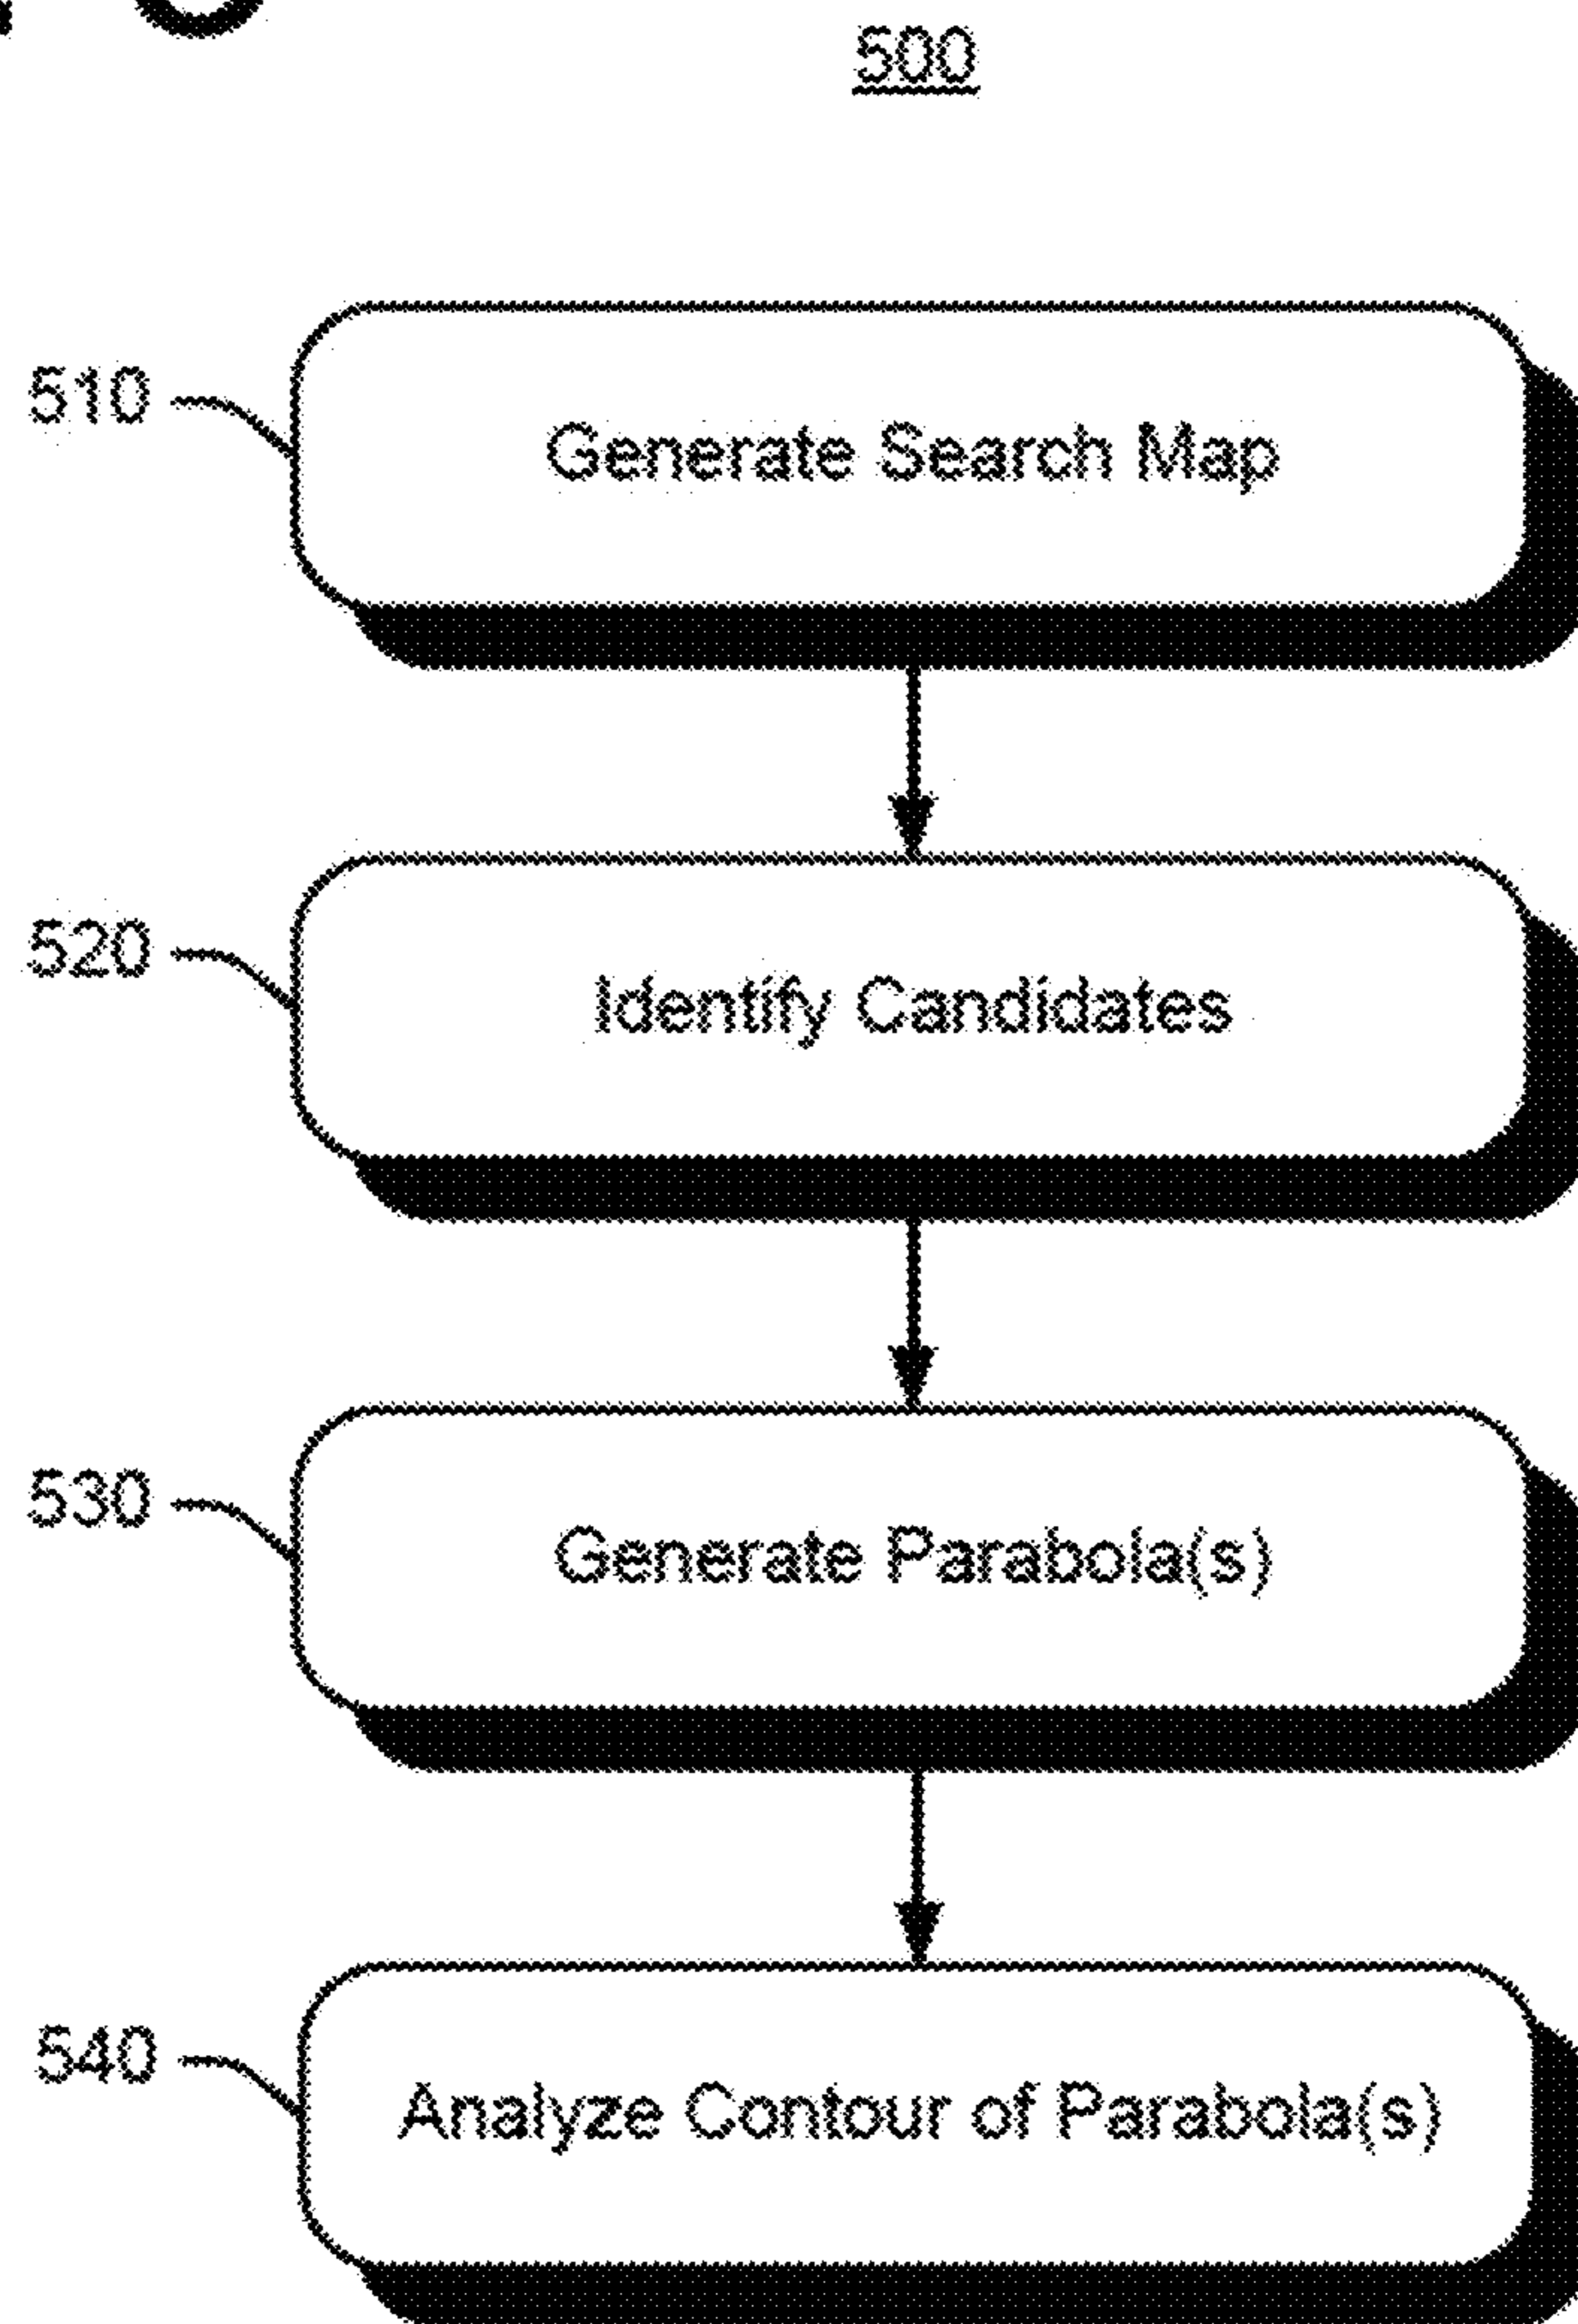 500
510
Generate Search Map
520
Identify Candidates
530
Generate Parabola(s)
540
Analyze Contour of Parabola(s)